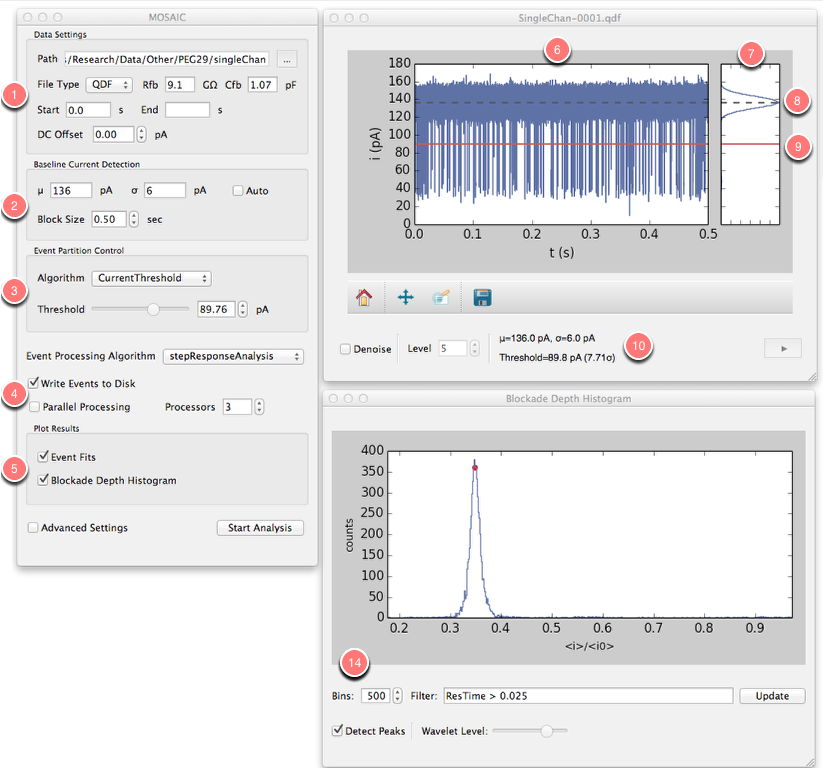 MOSAIC
Data Settings
Path :/Research/Data/Other/PEG29/singleChan ...
1
File Type QDF Rfb 9.1 GΩ Cfb 1.07 pF
Start 0.0 s End s
DC Offset 0.00 pA
Baseline Current Detection
μ 136 pA σ 6 pA Auto
2
Block Size 0.50 sec
Event Partition Control
3
Algorithm CurrentThreshold
Threshold 89.76 pA
Event Processing Algorithm stepResponseAnalysis
Write Events to Disk
4
Parallel Processing Processors 3
Plot Results
5
Event Fits
Blockade Depth Histogram
Advanced Settings Start Analysis
SingleChan-0001.qdf
6
7
8
9
i (pA)
180
160
140
120
100
80
60
40
20
0
0.0 0.1 0.2 0.3 0.4 0.5
t (s)
Denoise Level 5
μ=136.0 pA, σ=6.0 pA
Threshold=89.8 pA (7.71σ)
10
Blockade Depth Histogram
counts
400
350
300
250
200
150
100
50
0
0.2 0.3 0.4 0.5 0.6 0.7 0.8 0.9
<i>/<i0>
14
Bins: 500 Filter: ResTime > 0.025 Update
Detect Peaks Wavelet Level: